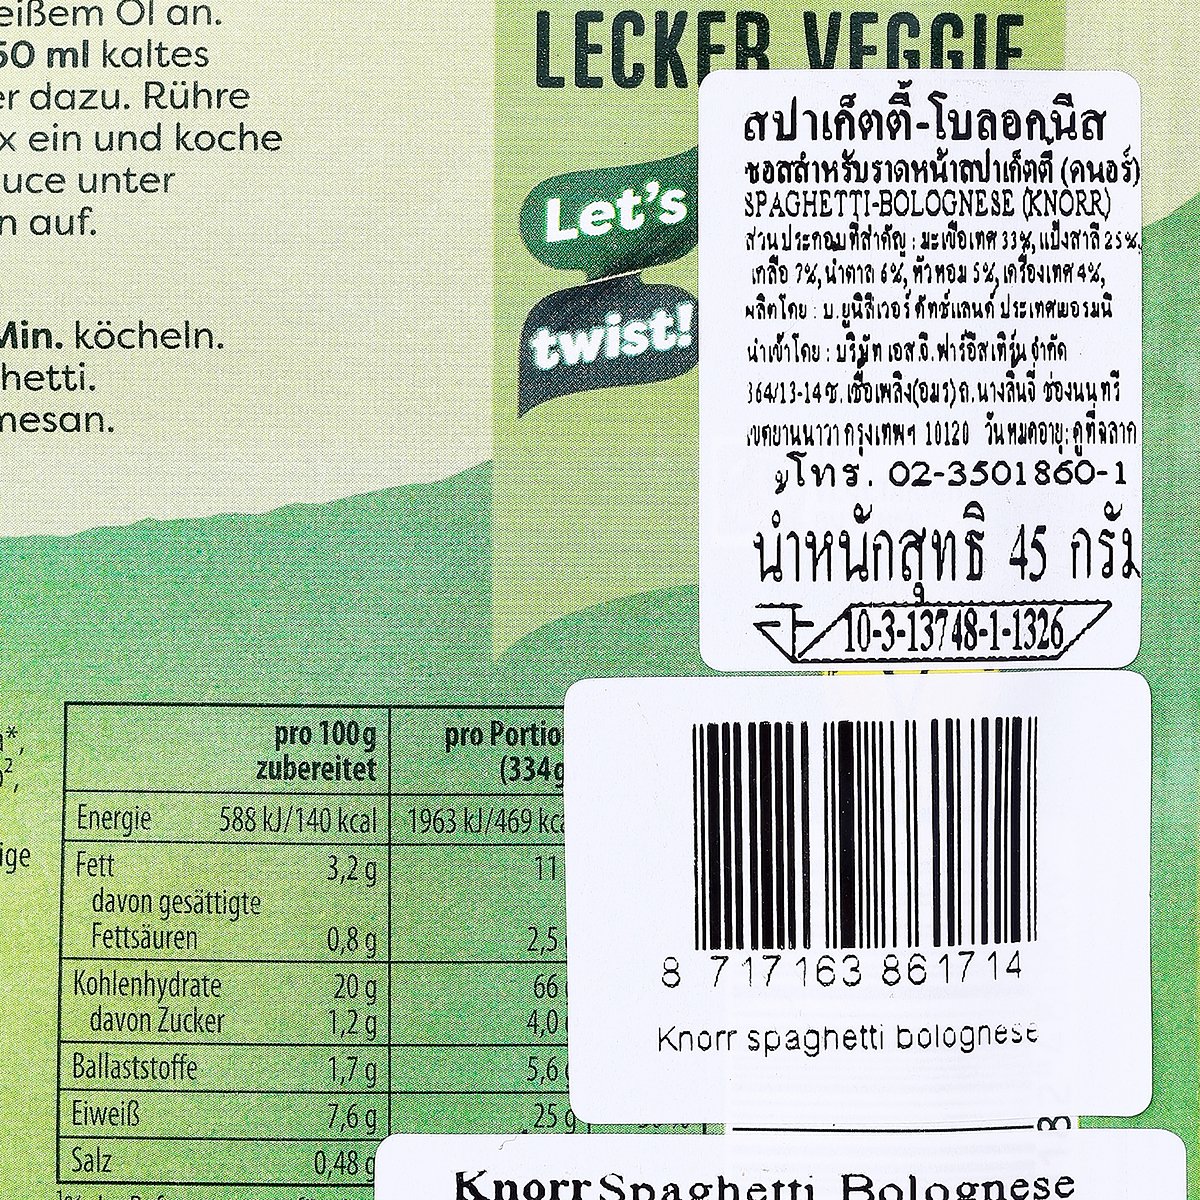 eißem Öl an.
50 ml kaltes
er dazu. Rühre
x ein und koche
uce unter
n auf.
Min. köcheln.
hetti.
mesan.
LECKER VEGGIE
Let's
twist!
สปาเก็ตตี้-โบลอคนีส
ซอสสำหรับราดหน้าสปาเก็ตตี้ (คนอร์)
SPAGHETTI-BOLOGNESE (KNORR)
ส่วนประกอบที่สำคัญ : มะเขือเทศ 33%, แป้งสาลี 25%,
เกลือ 7%, น้ำตาล 6%, หัวหอม 5%, เครื่องเทศ 4%,
ผลิตโดย : บ.ยูนิลีเวอร์ ดัทช์แลนด์ ประเทศเยอรมนี
นำเข้าโดย : บริษัท เอส.อี.ฟาร์อีสเทิร์น จำกัด
364/13-14 ซ.เชื้อเพลิง(อมร) ถ.นางลิ้นจี่ ช่องนนทรี
เขตยานนาวา กรุงเทพฯ 10120 วันหมดอายุ:ดูที่ฉลาก
โทร. 02-3501860-1
น้ำหนักสุทธิ 45 กรัม
10-3-13748-1-1326
pro 100 g pro Portio
zubereitet (334 g
Energie 588 kJ/140 kcal 1963 kJ/469 kca
Fett 3,2 g 11
davon gesättigte
Fettsäuren 0,8 g 2,5
Kohlenhydrate 20 g 66
davon Zucker 1,2 g 4,0
Ballaststoffe 1,7 g 5,6
Eiweiß 7,6 g 25 g
Salz 0,48 g
ige
8 717163 861714
Knorr spaghetti bolognese
Knorr Spaghetti Bolognese